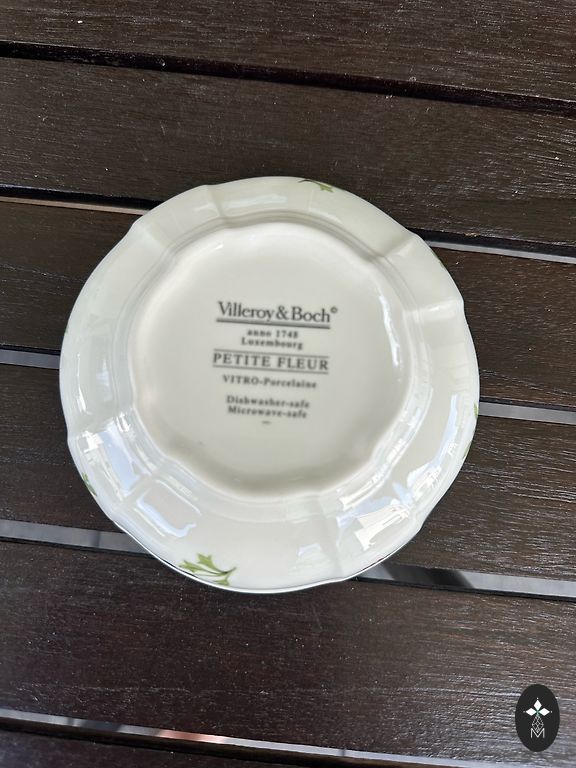 Villeroy & Boch©
anno 1748
Luxembourg
PETITE FLEUR
VITRO-Porcelaine
Dishwasher-safe
Microwave-safe
M